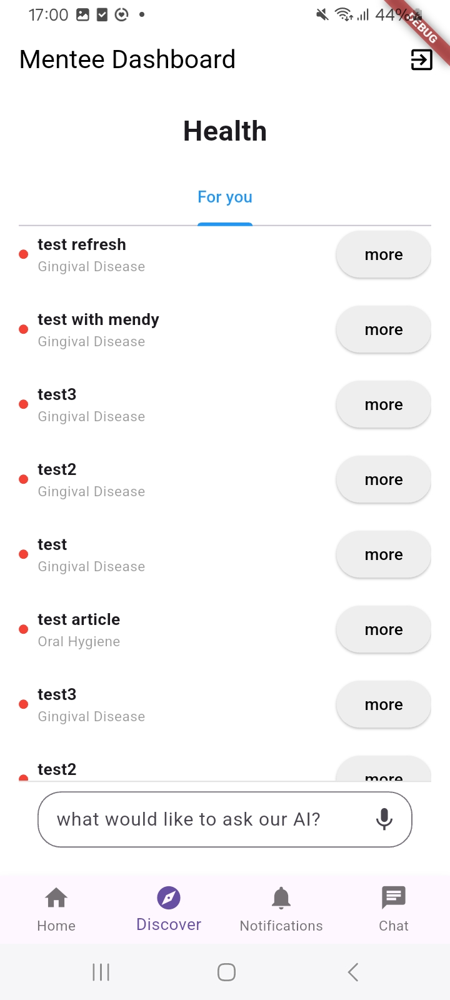 17:00
44%
DEBUG
Mentee Dashboard
Health
For you
test refresh
Gingival Disease
more
test with mendy
Gingival Disease
more
test3
Gingival Disease
more
test2
Gingival Disease
more
test
Gingival Disease
more
test article
Oral Hygiene
more
test3
Gingival Disease
more
test2
more
what would like to ask our AI?
Home
Discover
Notifications
Chat